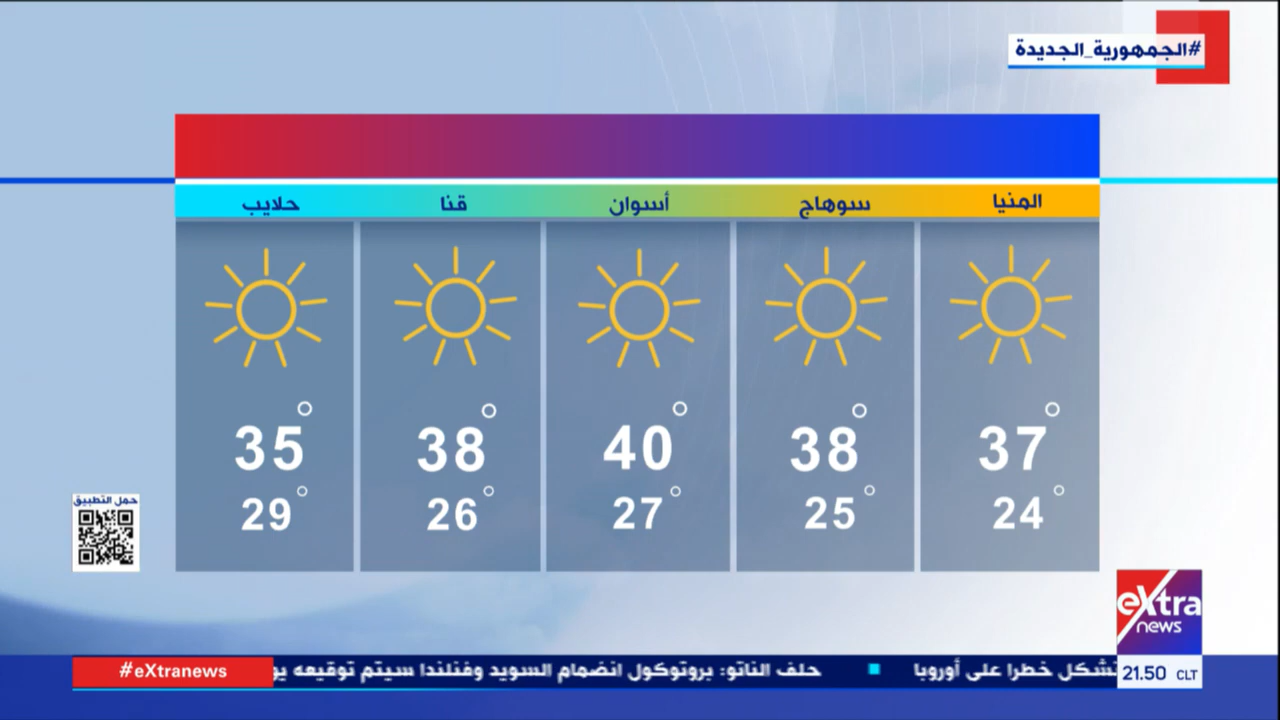 #الجمهورية_الجديدة
المنيا سوهاج أسوان قنا حلايب
37° 38° 40° 38° 35°
24° 25° 27° 26° 29°
حمل التطبيق
eXtra
news
تشكل خطرا على أوروبا ■ حلف الناتو: بروتوكول انضمام السويد وفنلندا سيتم توقيعه يو
#eXtranews
21.50 CLT